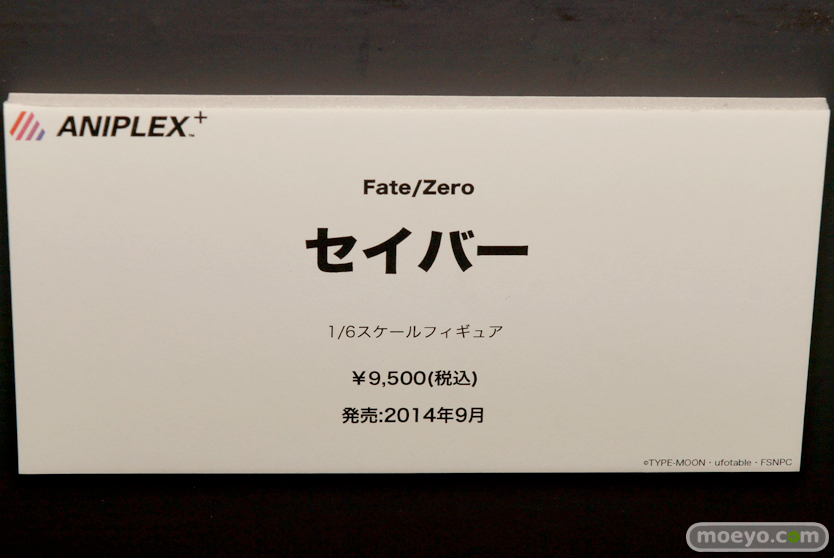 ANIPLEX+™
Fate/Zero
セイバー
1/6スケールフィギュア
¥9,500(税込)
発売:2014年9月
©TYPE-MOON・ufotable・FSNPC
moeyo.com